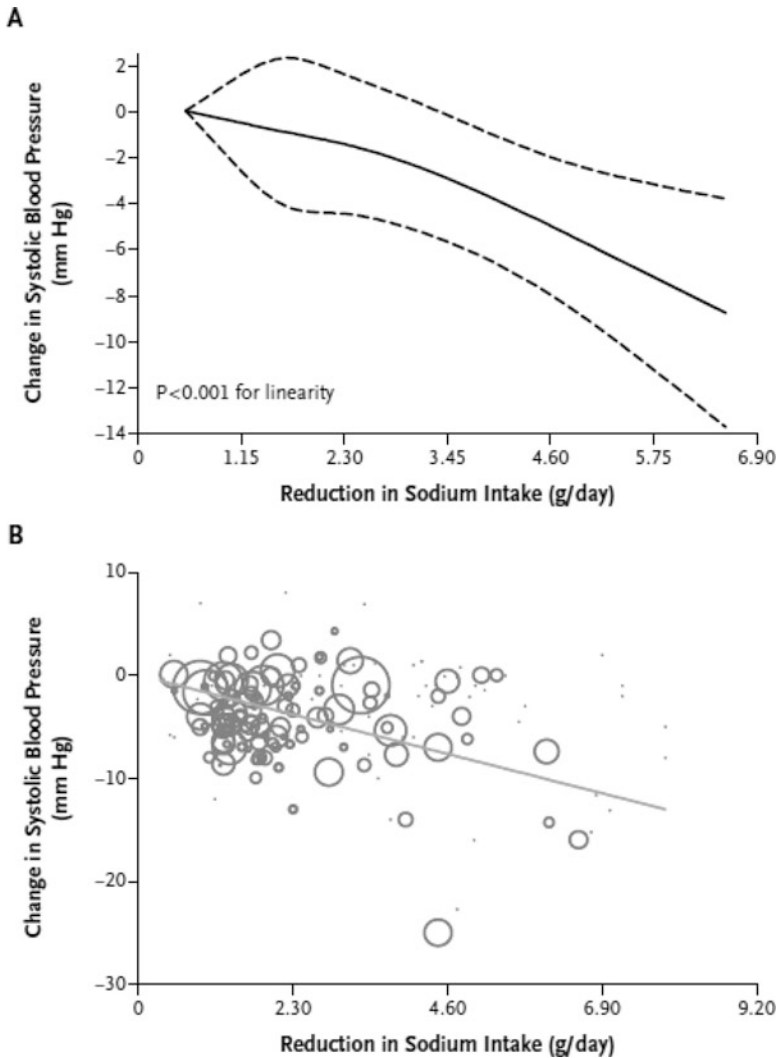 A
2
0
−2
−4
−6
−8
−10
−12
−14
Change in Systolic Blood Pressure
(mm Hg)
P<0.001 for linearity
0
1.15
2.30
3.45
4.60
5.75
6.90
Reduction in Sodium Intake (g/day)
B
10
0
−10
−20
−30
Change in Systolic Blood Pressure
(mm Hg)
0
2.30
4.60
6.90
9.20
Reduction in Sodium Intake (g/day)